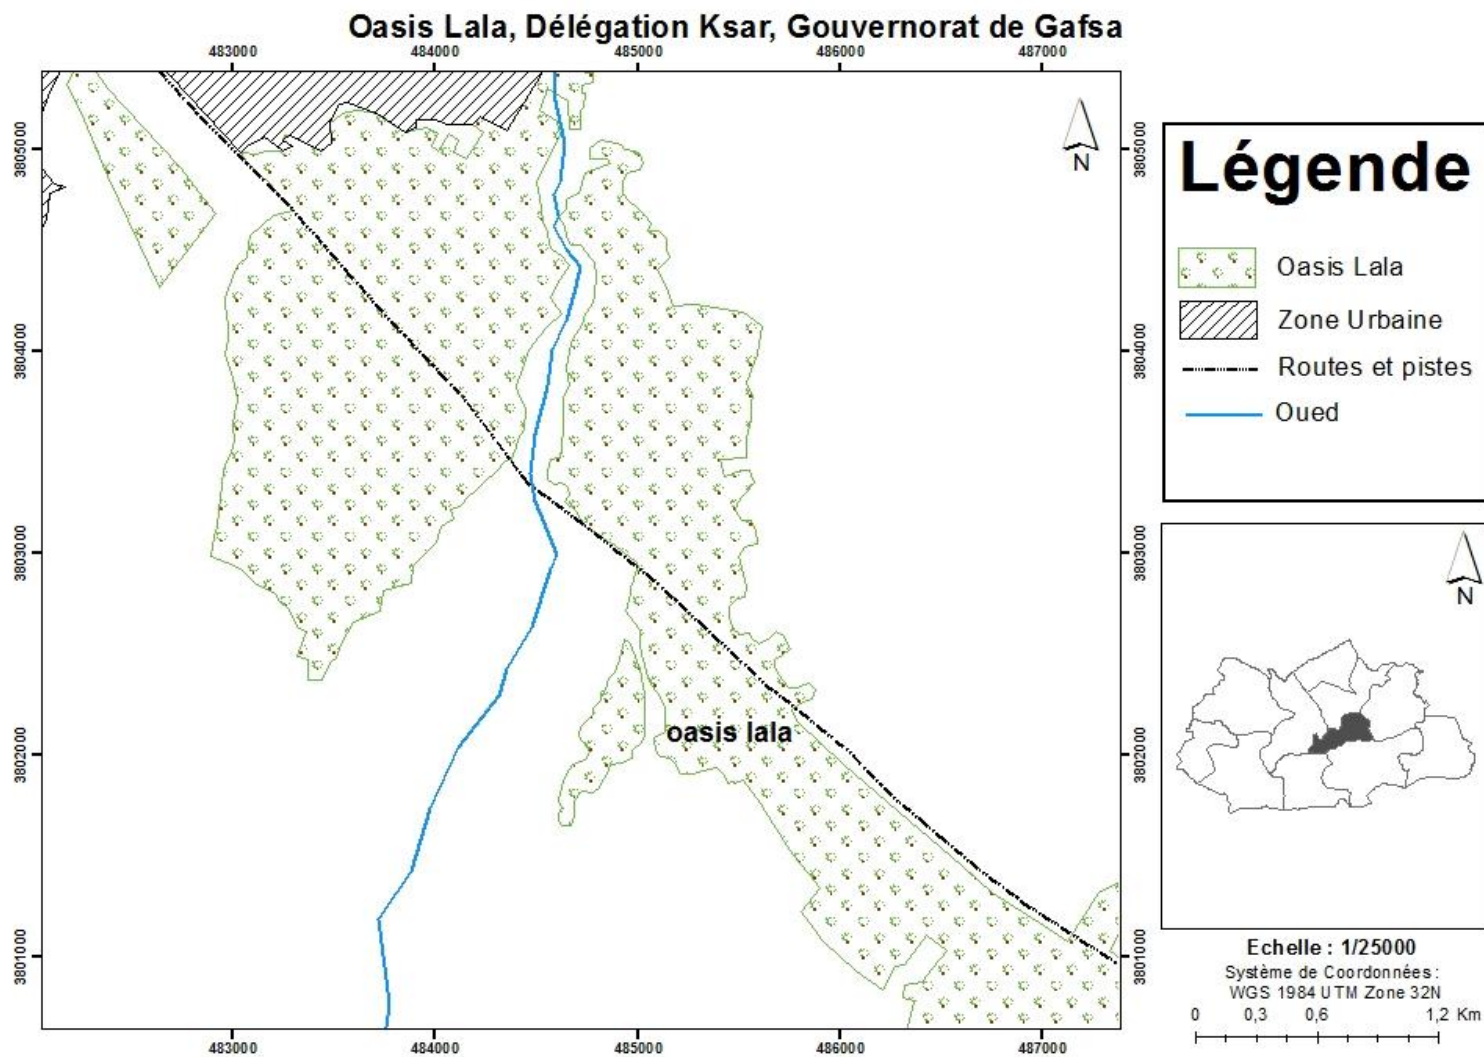 Oasis Lala, Délégation Ksar, Gouvernorat de Gafsa
483000 484000 485000 486000 487000
3805000
3804000
3803000
3802000
3801000
N
oasis lala
3805000
3804000
3803000
3802000
3801000
483000 484000 485000 486000 487000
Légende
Oasis Lala
Zone Urbaine
Routes et pistes
Oued
N
Echelle : 1/25000
Système de Coordonnées :
WGS 1984 UTM Zone 32N
0 0,3 0,6 1,2 Km